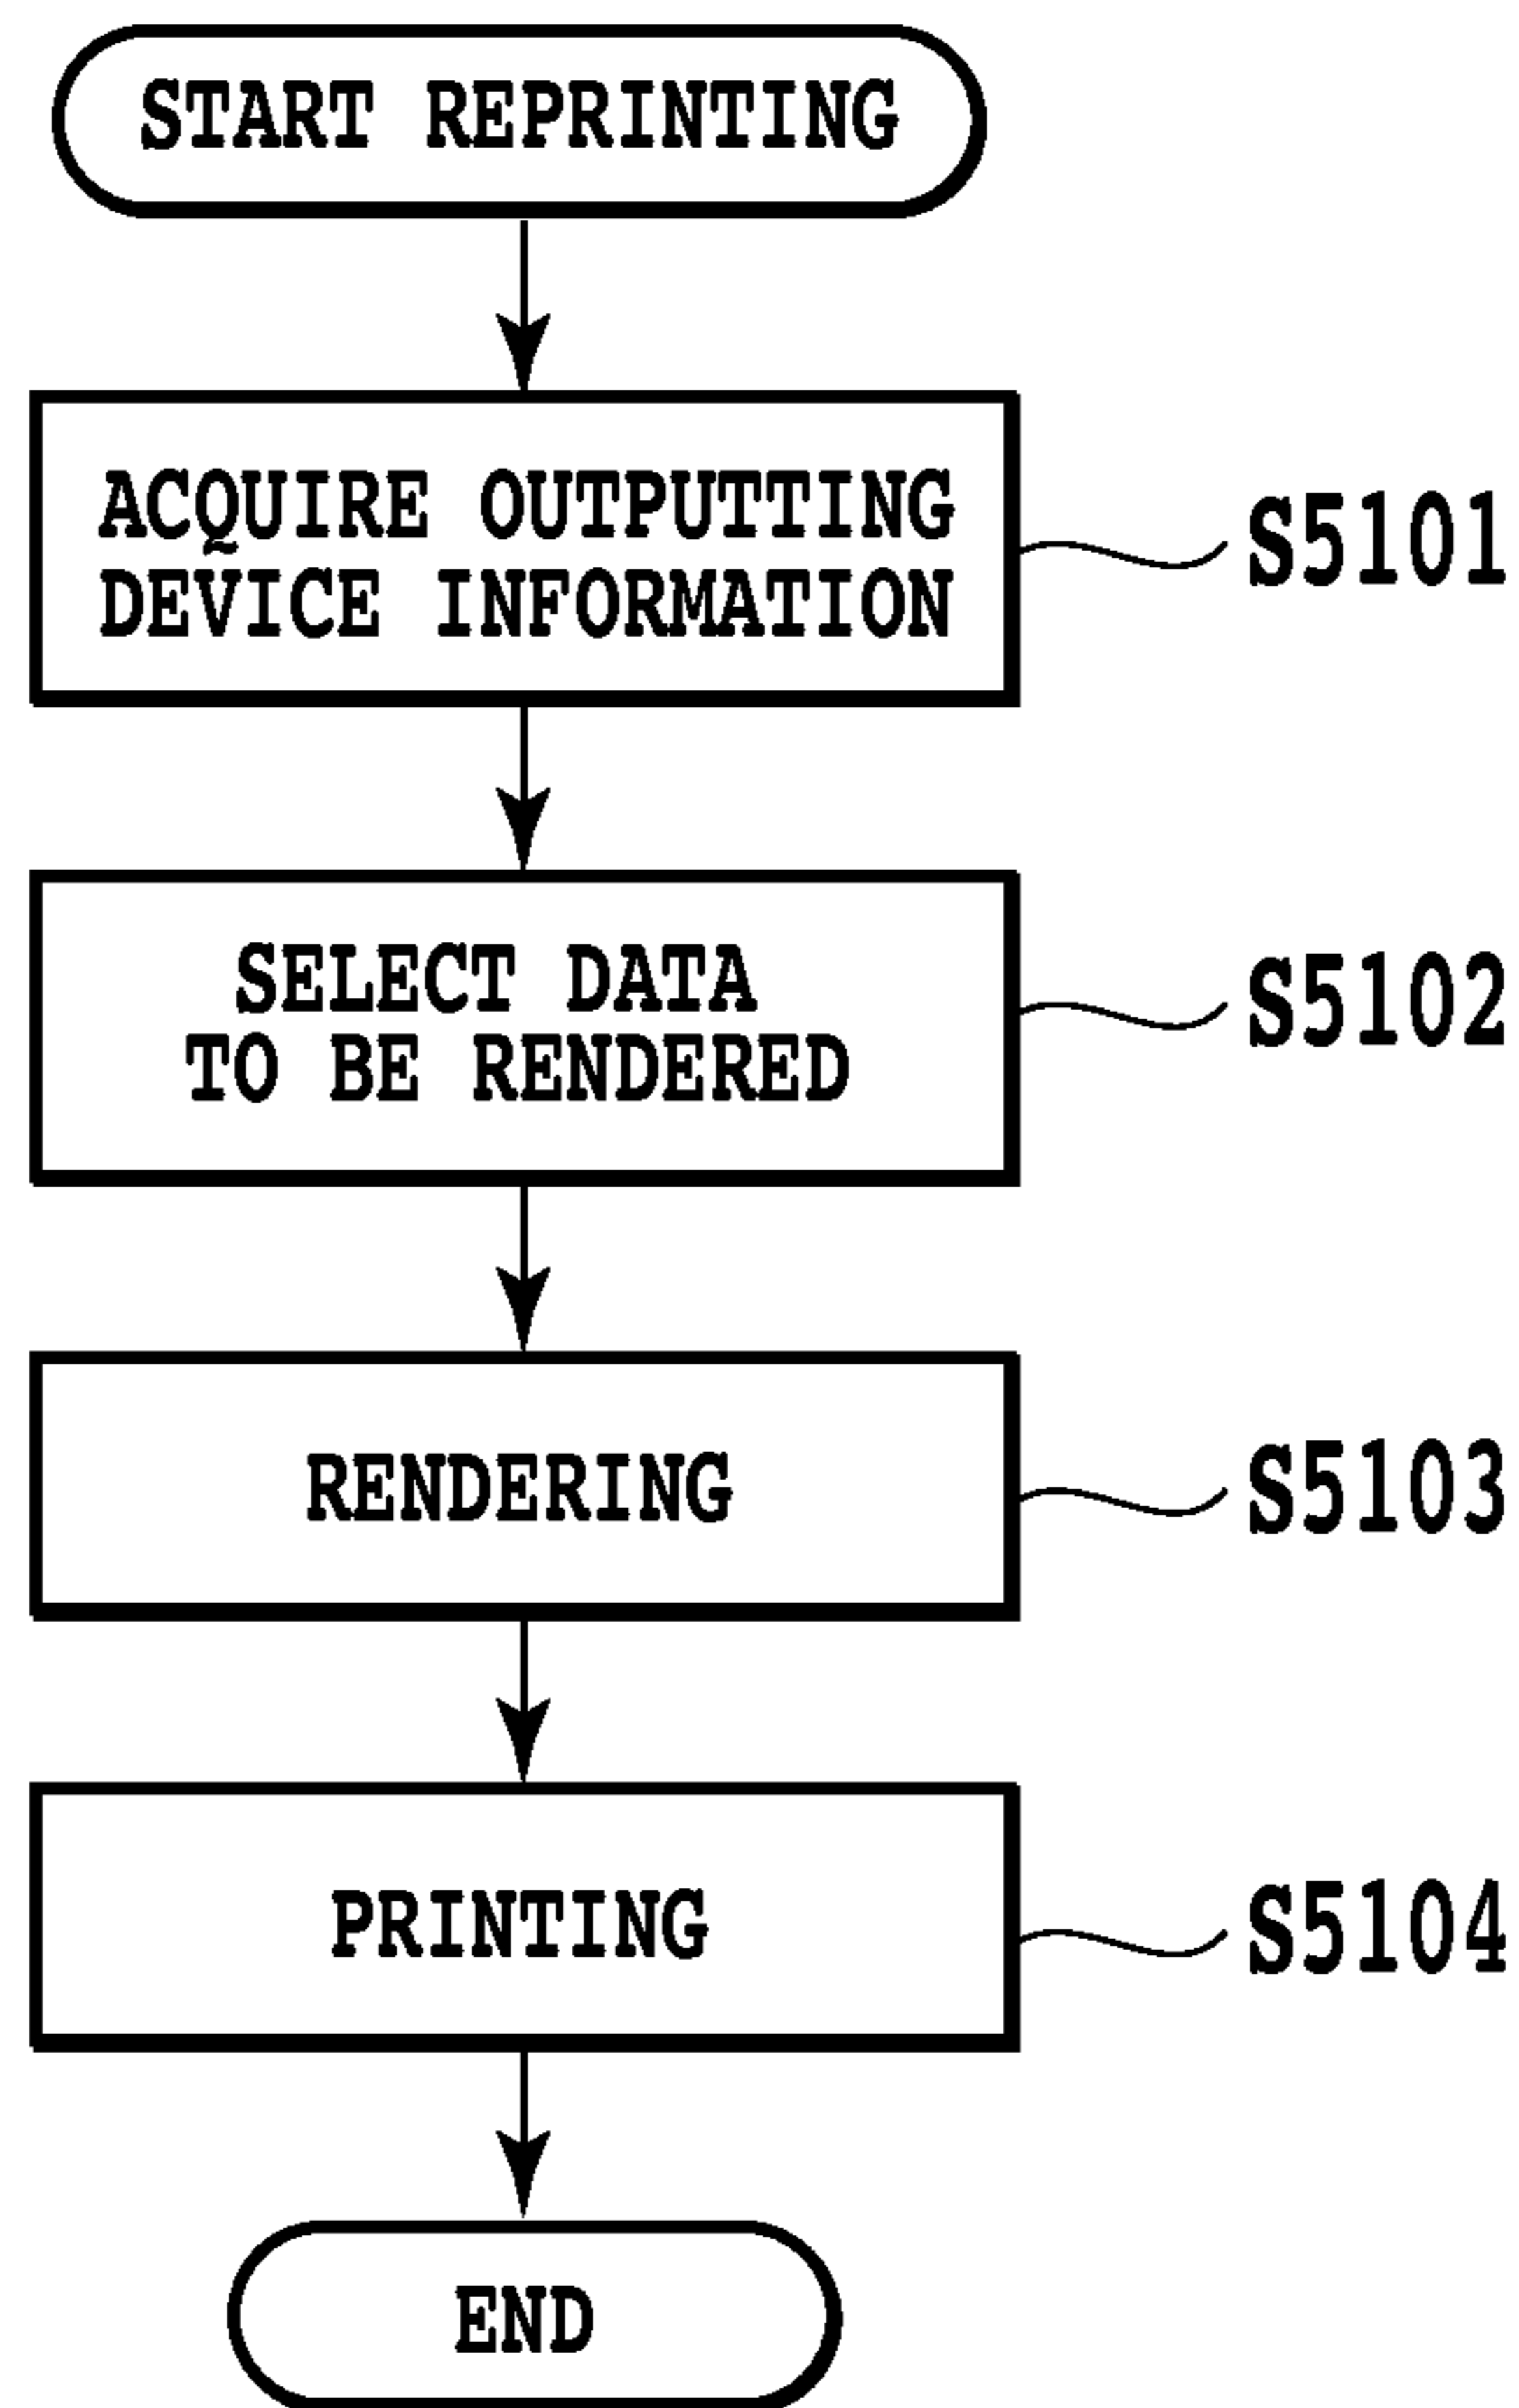 START REPRINTING
ACQUIRE OUTPUTTING
DEVICE INFORMATION
S5101
SELECT DATA
TO BE RENDERED
S5102
RENDERING
S5103
PRINTING
S5104
END